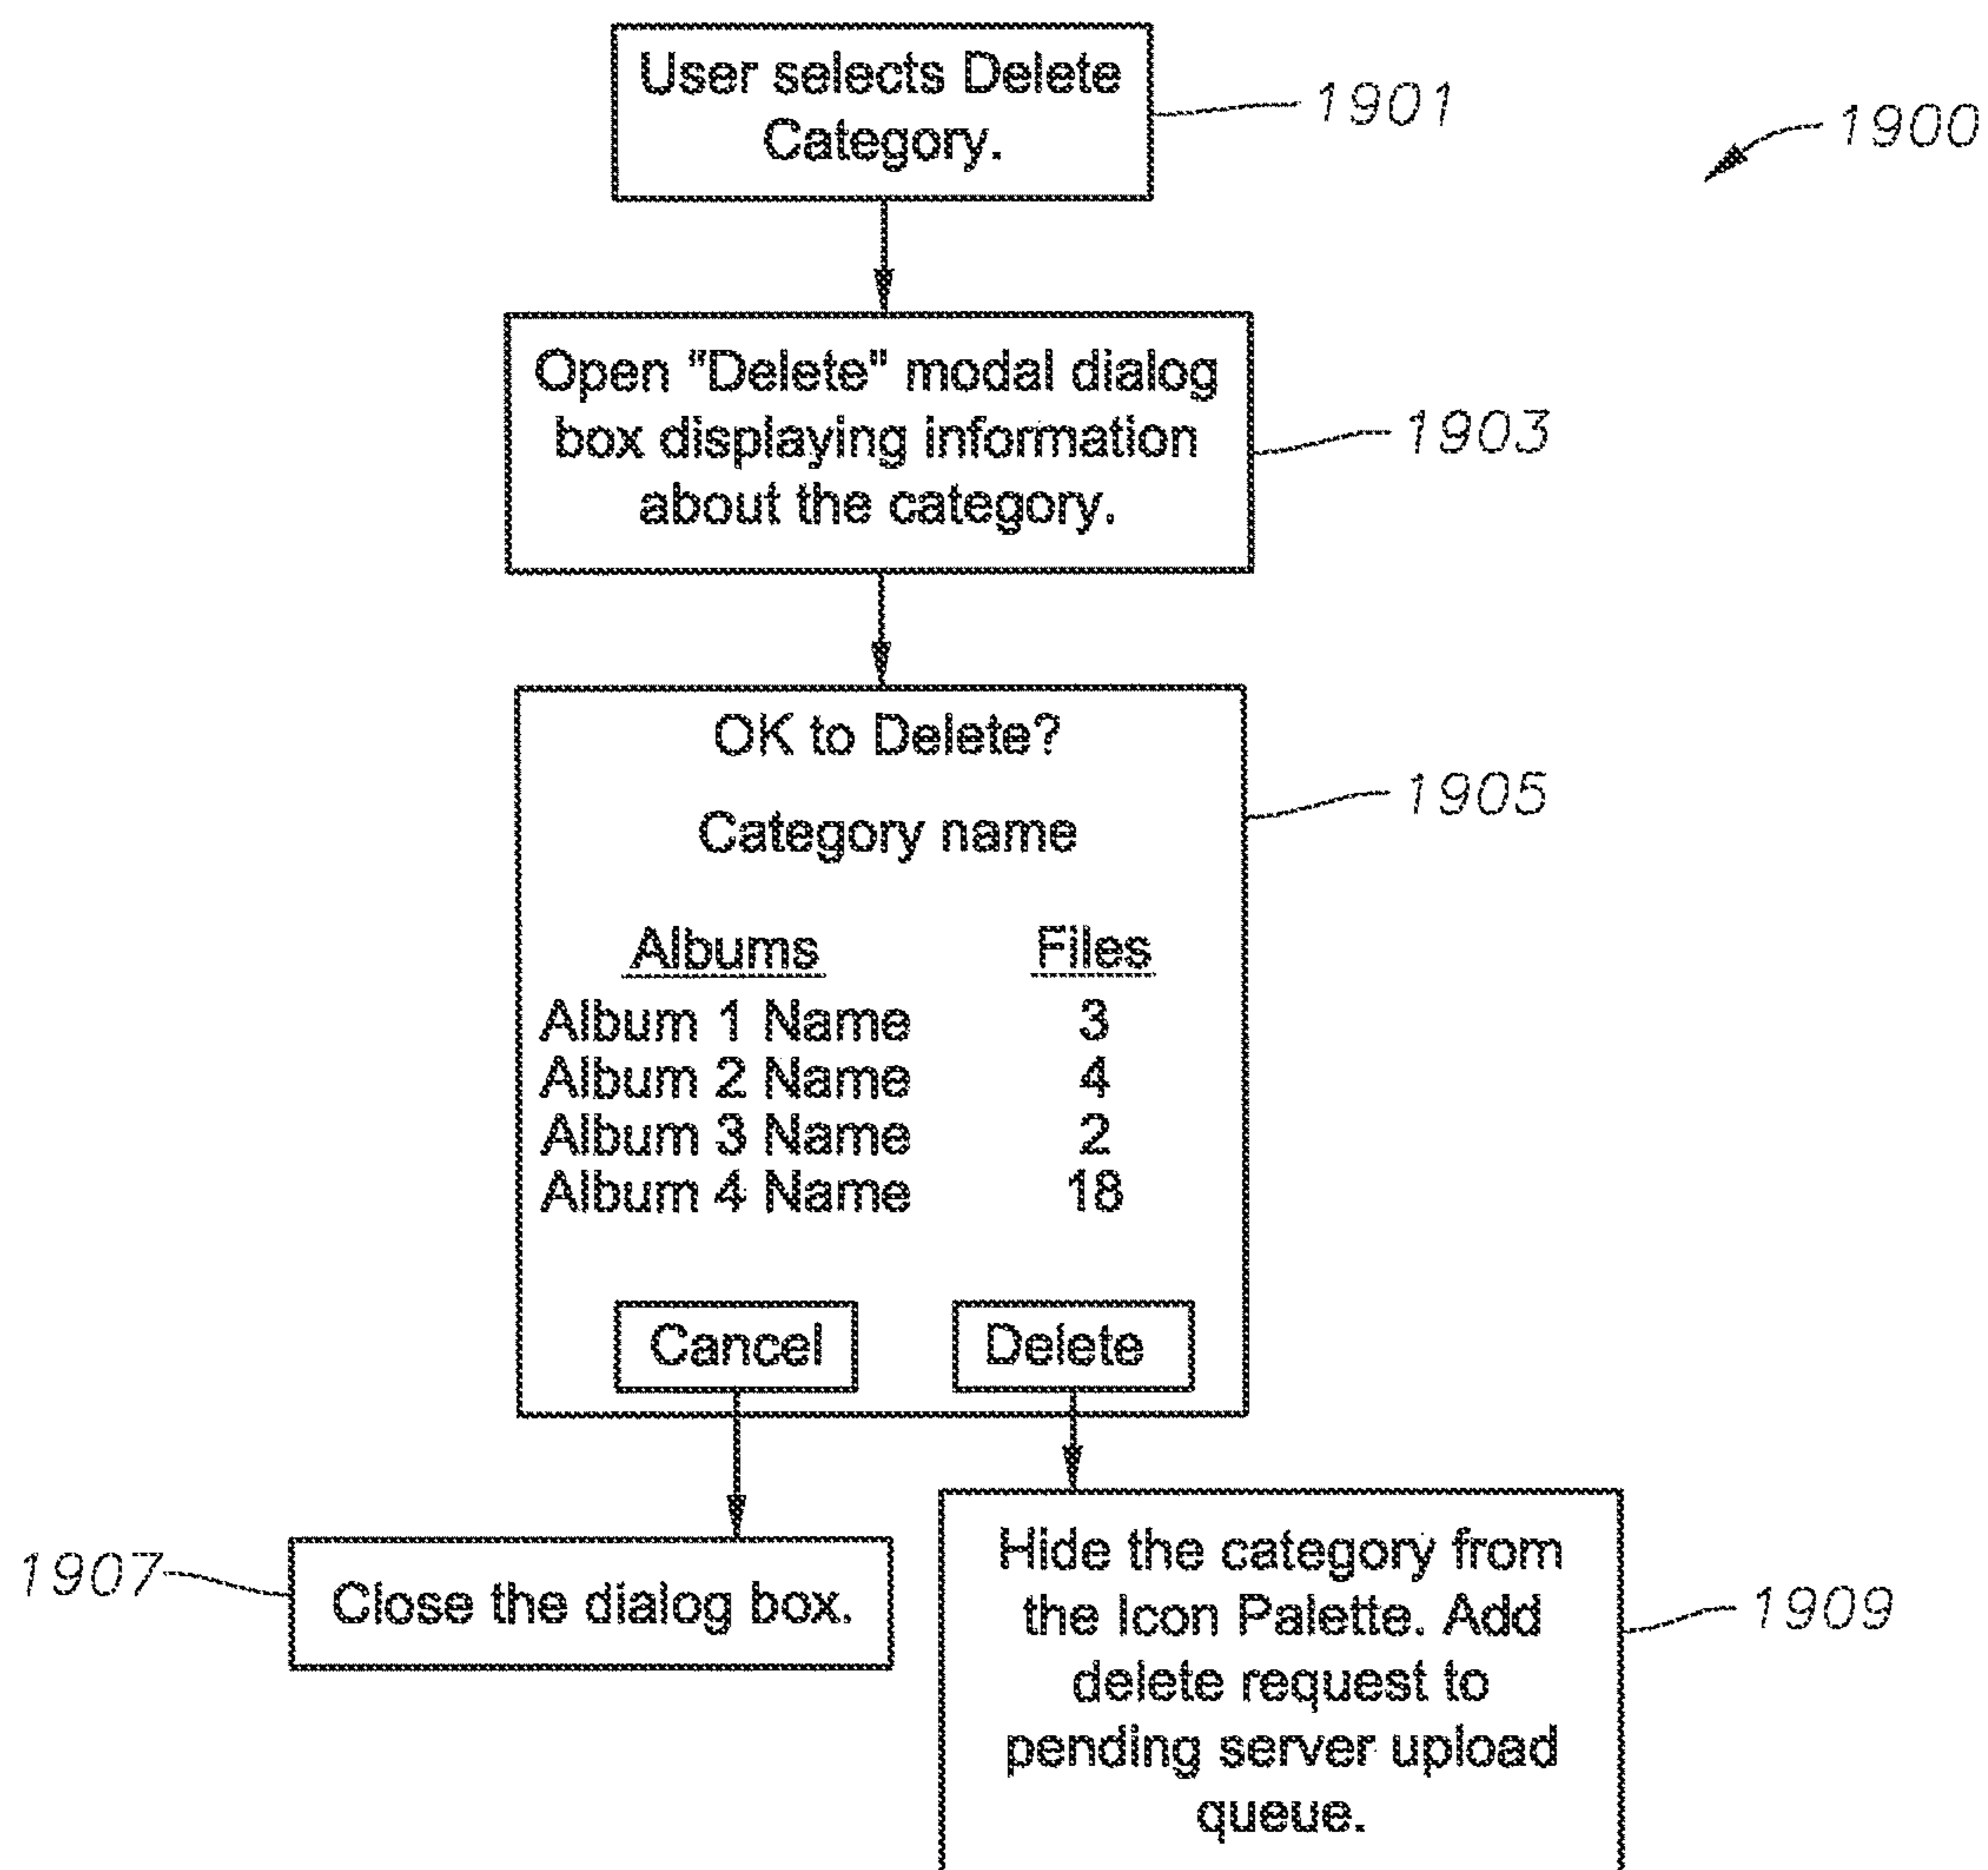 User selects Delete
Category.
1901
1900
Open "Delete" modal dialog
box displaying information
about the category.
1903
OK to Delete?
1905
Category name
Albums Files
Album 1 Name 3
Album 2 Name 4
Album 3 Name 2
Album 4 Name 18
Cancel Delete
1907
Close the dialog box.
Hide the category from
the Icon Palette. Add
delete request to
pending server upload
queue.
1909